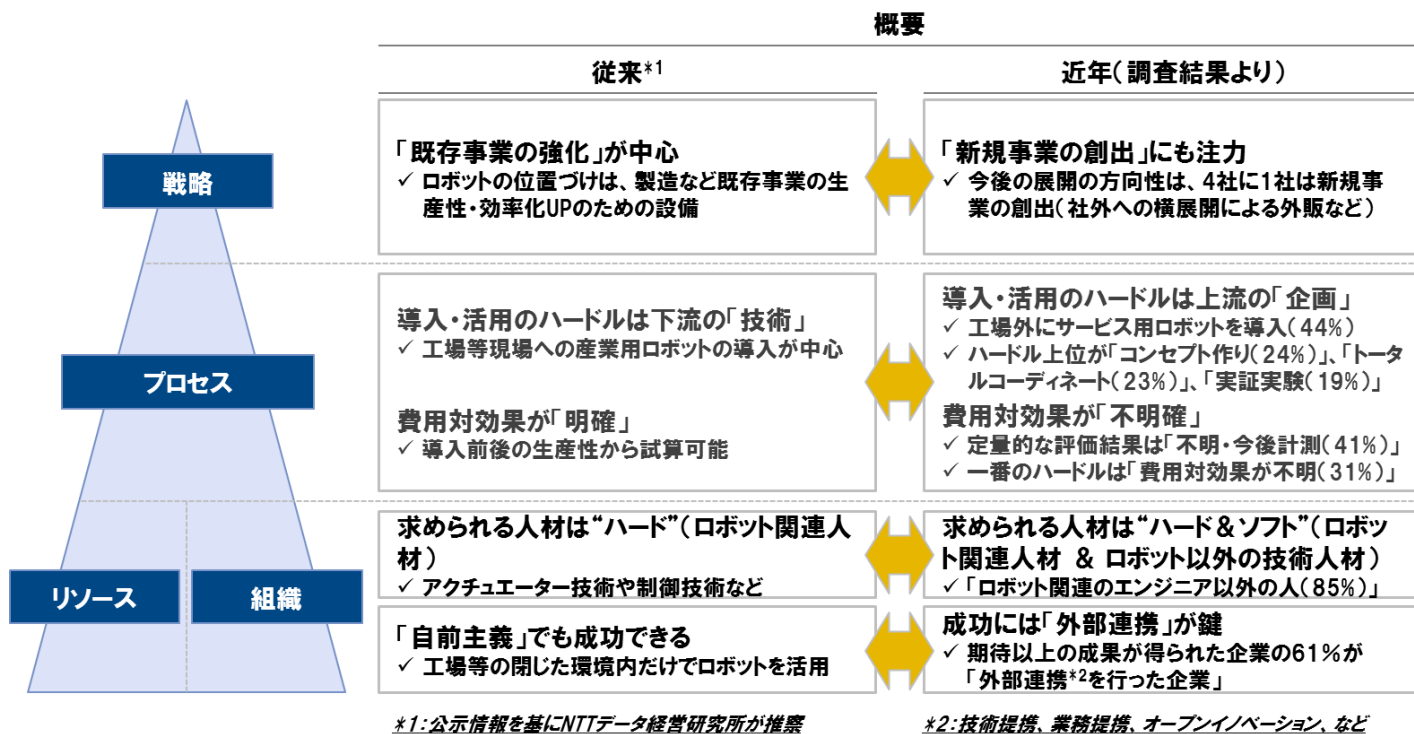 概要
従来*1
近年(調査結果より)
戦略
「既存事業の強化」が中心
✓ ロボットの位置づけは、製造など既存事業の生
産性・効率化UPのための設備
「新規事業の創出」にも注力
✓ 今後の展開の方向性は、4社に1社は新規事
業の創出(社外への横展開による外販など)
プロセス
導入・活用のハードルは下流の「技術」
✓ 工場等現場への産業用ロボットの導入が中心
費用対効果が「明確」
✓ 導入前後の生産性から試算可能
導入・活用のハードルは上流の「企画」
✓ 工場外にサービス用ロボットを導入(44%)
✓ ハードル上位が「コンセプト作り(24%)」、「トータ
ルコーディネート(23%)」、「実証実験(19%)」
費用対効果が「不明確」
✓ 定量的な評価結果は「不明・今後計測(41%)」
✓ 一番のハードルは「費用対効果が不明(31%)」
リソース
組織
求められる人材は“ハード”(ロボット関連人
材)
✓ アクチュエーター技術や制御技術など
求められる人材は“ハード&ソフト”(ロボッ
ト関連人材 & ロボット以外の技術人材)
✓「ロボット関連のエンジニア以外の人(85%)」
「自前主義」でも成功できる
✓ 工場等の閉じた環境内だけでロボットを活用
成功には「外部連携」が鍵
✓ 期待以上の成果が得られた企業の61%が
「外部連携*2を行った企業」
*1:公示情報を基にNTTデータ経営研究所が推察
*2:技術提携、業務提携、オープンイノベーション、など